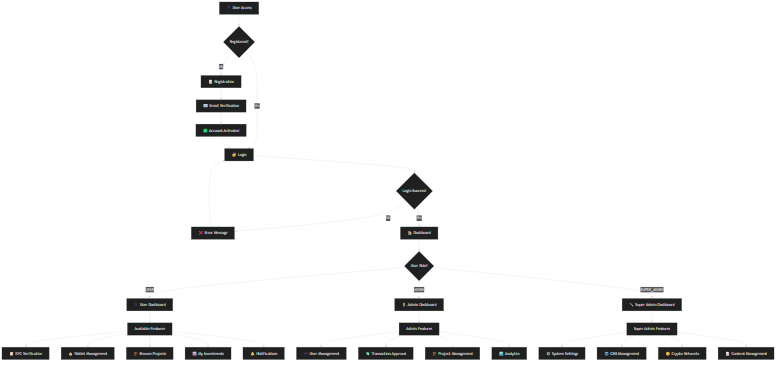 User Access
Registered?
No
Registration
Email Verification
Yes
Account Activation
Login
Login Success?
No
Yes
Error Message
Dashboard
User Role?
USER
ADMIN
SUPER_ADMIN
User Dashboard
Admin Dashboard
Super Admin Dashboard
Available Features
Admin Features
Super Admin Features
KYC Verification
Wallet Management
Browse Projects
My Investments
Notifications
User Management
Transaction Approval
Project Management
Analytics
System Settings
CMS Management
Crypto Networks
Content Management